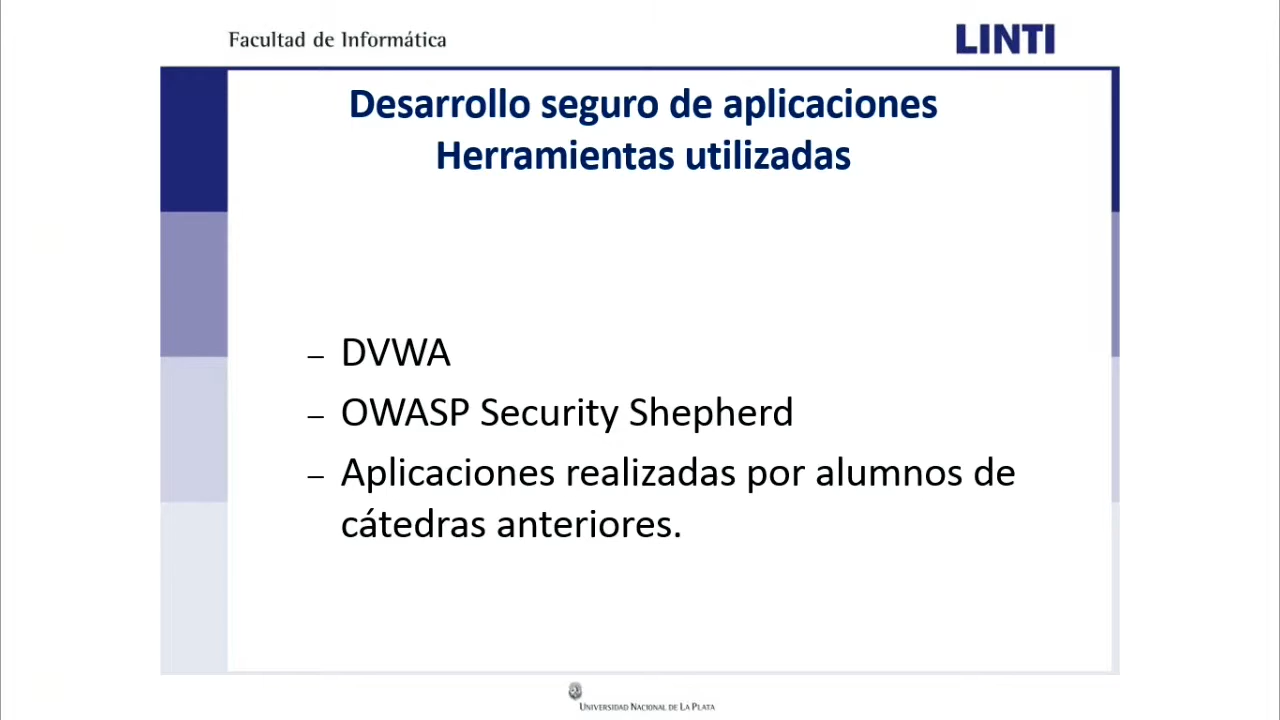 Facultad de Informática
LINTI
Desarrollo seguro de aplicaciones
Herramientas utilizadas
– DVWA
– OWASP Security Shepherd
– Aplicaciones realizadas por alumnos de
cátedras anteriores.
UNIVERSIDAD NACIONAL DE LA PLATA